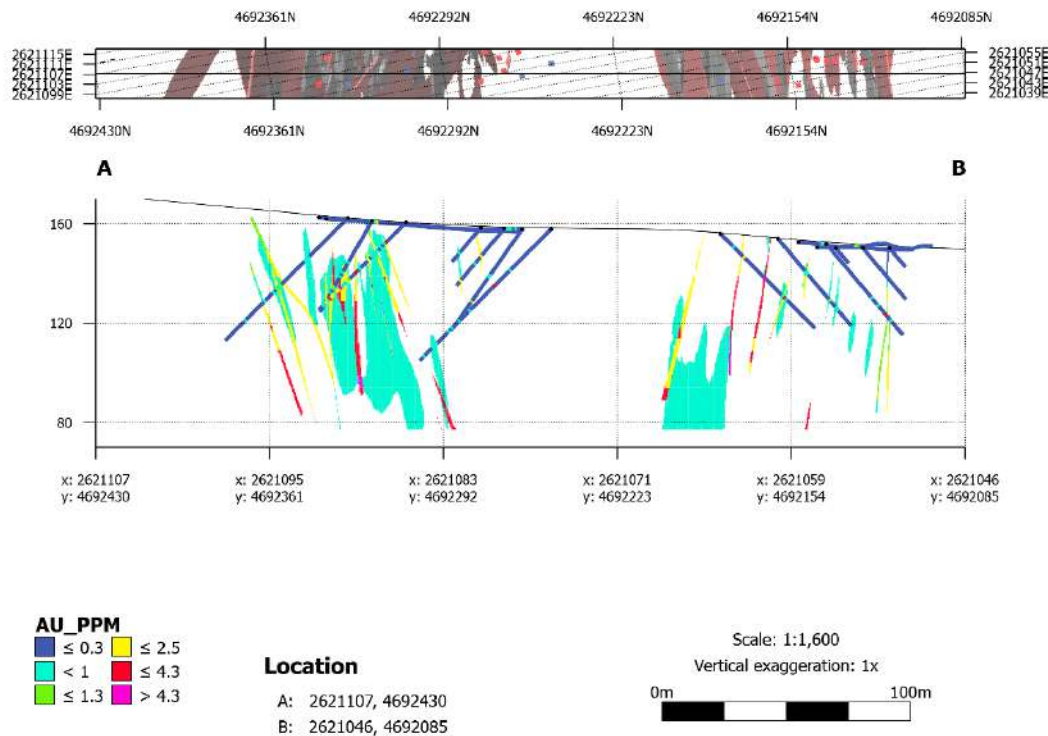 4692361N 4692292N 4692223N 4692154N 4692085N
2621115E 2621055E
2621111E 2621051E
2621107E 2621047E
2621103E 2621043E
2621099E 2621039E
4692430N 4692361N 4692292N 4692223N 4692154N
A B
160
120
80
x: 2621107 x: 2621095 x: 2621083 x: 2621071 x: 2621059 x: 2621046
y: 4692430 y: 4692361 y: 4692292 y: 4692223 y: 4692154 y: 4692085
AU_PPM
≤ 0.3 ≤ 2.5
< 1 ≤ 4.3
≤ 1.3 > 4.3
Location
A: 2621107, 4692430
B: 2621046, 4692085
Scale: 1:1,600
Vertical exaggeration: 1x
0m 100m